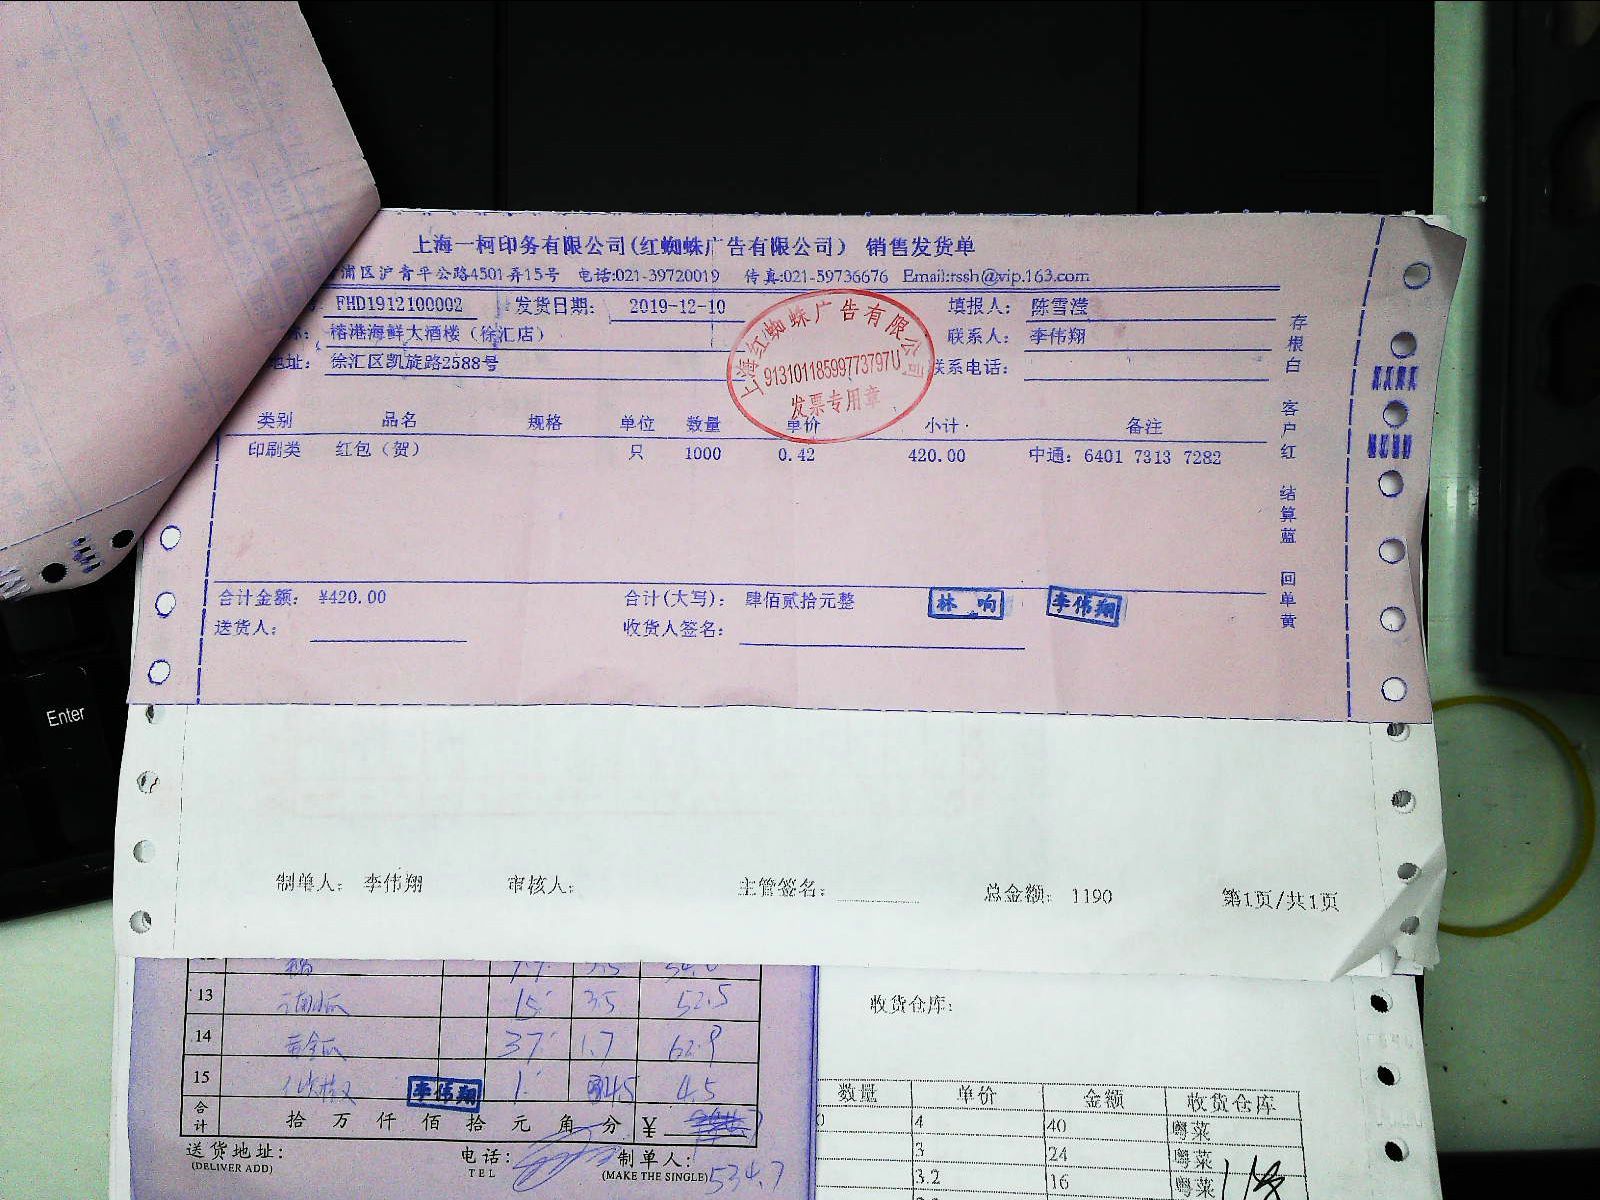 上海一柯印务有限公司(红蜘蛛广告有限公司) 销售发货单
浦区沪青平公路4501弄15号 电话:021-39720019 传真:021-59736676 Email:rssh@vip.163.com
FHD1912100002 发货日期: 2019-12-10 填报人: 陈雪滢
榕港海鲜大酒楼（徐汇店） 联系人: 李伟翔
地址: 徐汇区凯旋路2588号 联系电话:
上海红蜘蛛广告有限公司
91310118599773797U
发票专用章
类别 品名 规格 单位 数量 单价 小计 备注
印刷类 红包（贺） 只 1000 0.42 420.00 中通: 6401 7313 7282
存根白 客户红 结算蓝 回单黄
合计金额: ¥420.00 合计(大写): 肆佰贰拾元整 林响 李伟翔
送货人: 收货人签名:
Enter
制单人: 李伟翔 审核人: 主管签名: 总金额: 1190 第1页/共1页
13 15 3.5 52.5
14 黄金瓜 37 1.7 62.9
15 李伟翔 1 4.5 4.5
合计 拾 万 仟 佰 拾 元 角 分 ¥
送货地址: 电话: 制单人:
(DELIVER ADD) TEL (MAKE THE SINGLE) 534.7
收货仓库:
数量 单价 金额 收货仓库
0 4 40 粤菜
3 24 粤菜
3.2 16 粤菜